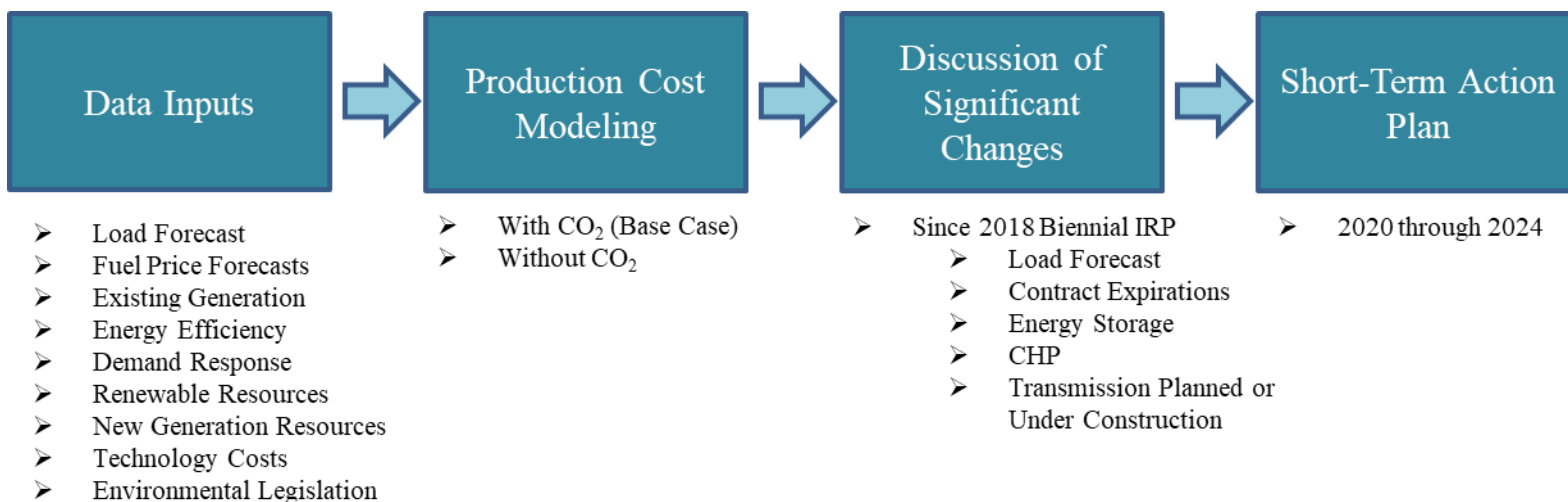 Data Inputs
➢ Load Forecast
➢ Fuel Price Forecasts
➢ Existing Generation
➢ Energy Efficiency
➢ Demand Response
➢ Renewable Resources
➢ New Generation Resources
➢ Technology Costs
➢ Environmental Legislation
Production Cost
Modeling
➢ With CO₂ (Base Case)
➢ Without CO₂
Discussion of
Significant
Changes
➢ Since 2018 Biennial IRP
➢ Load Forecast
➢ Contract Expirations
➢ Energy Storage
➢ CHP
➢ Transmission Planned or
Under Construction
Short-Term Action
Plan
➢ 2020 through 2024